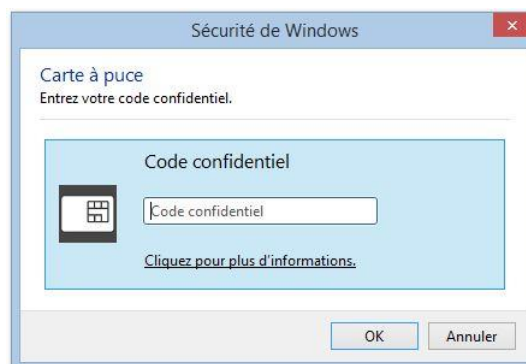 Sécurité de Windows
Carte à puce
Entrez votre code confidentiel.
Code confidentiel
Code confidentiel
Cliquez pour plus d'informations.
OK
Annuler